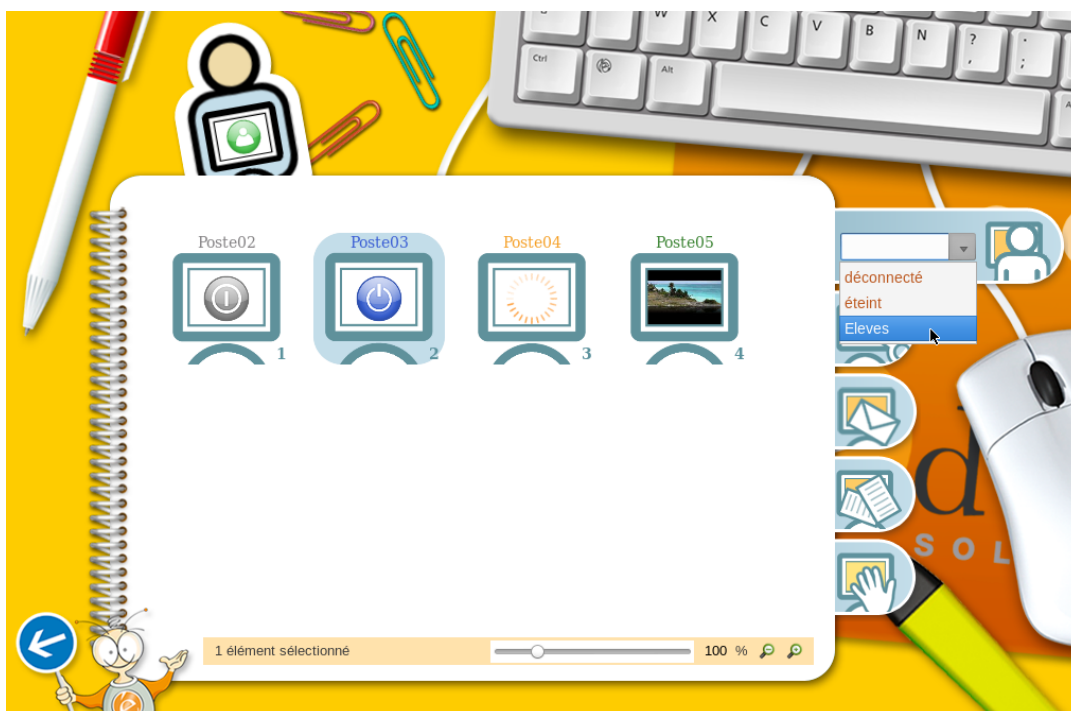 W X C V B N ? . , ;
Ctrl Alt
Poste02 Poste03 Poste04 Poste05
1 2 3 4
déconnecté
éteint
Eleves
d
SOL
1 élément sélectionné 100 %